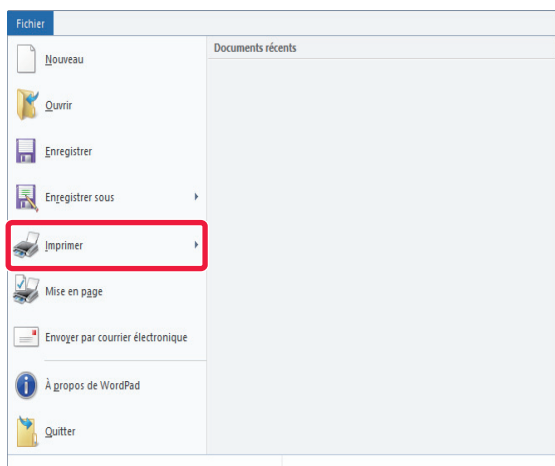 Fichier
Documents récents
Nouveau
Ouvrir
Enregistrer
Enregistrer sous
Imprimer
Mise en page
Envoyer par courrier électronique
À propos de WordPad
Quitter